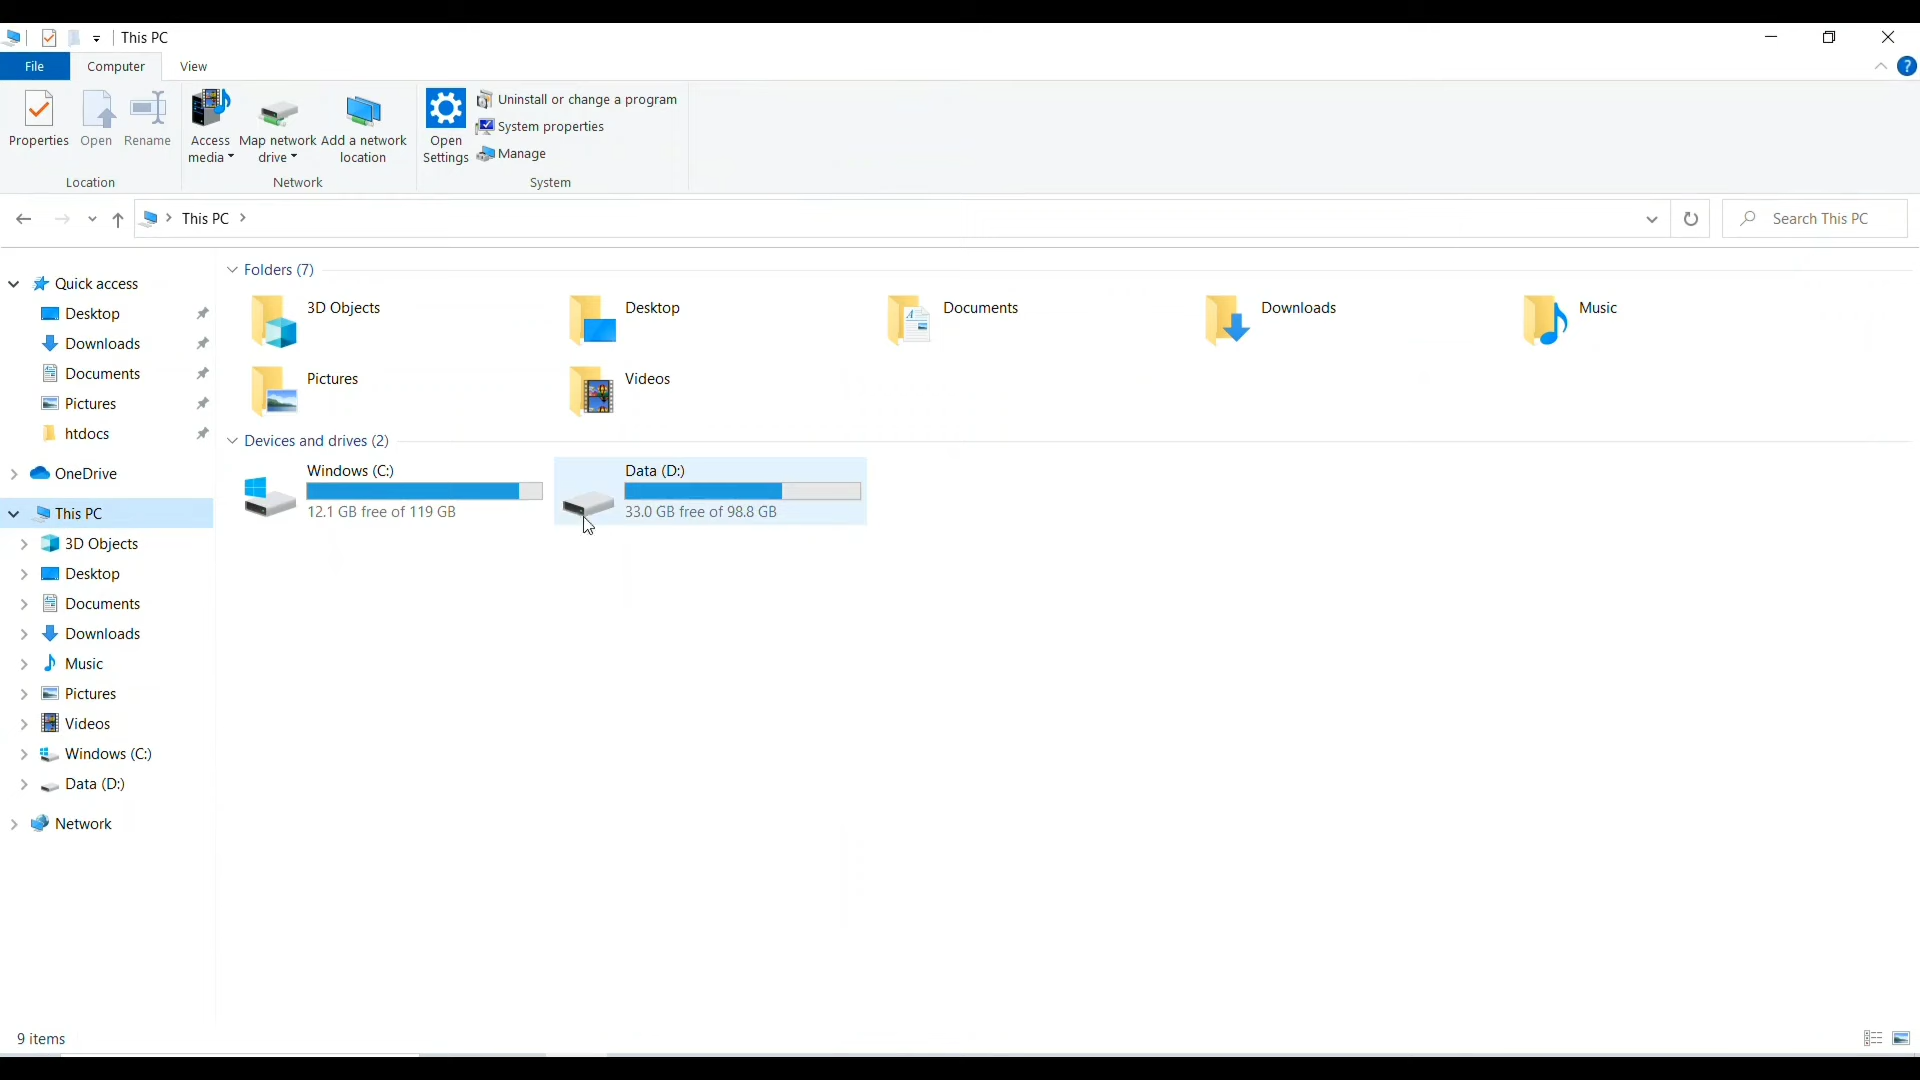 This PC
File Computer View
?
Properties Open Rename Access media Map network drive Add a network location Open Settings Uninstall or change a program
System properties
Manage
Location Network System
This PC
Search This PC
Quick access
Desktop
Downloads
Documents
Pictures
htdocs
OneDrive
This PC
3D Objects
Desktop
Documents
Downloads
Music
Pictures
Videos
Windows (C:)
Data (D:)
Network
Folders (7)
3D Objects Desktop Documents Downloads Music
Pictures Videos
Devices and drives (2)
Windows (C:)
12.1 GB free of 119 GB
Data (D:)
33.0 GB free of 98.8 GB
9 items